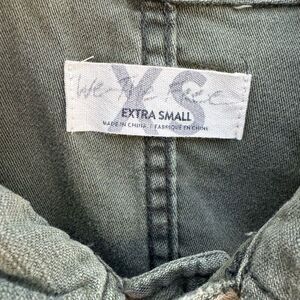 We The Free
XS
EXTRA SMALL
MADE IN CHINA / FABRIQUÉ EN CHINE